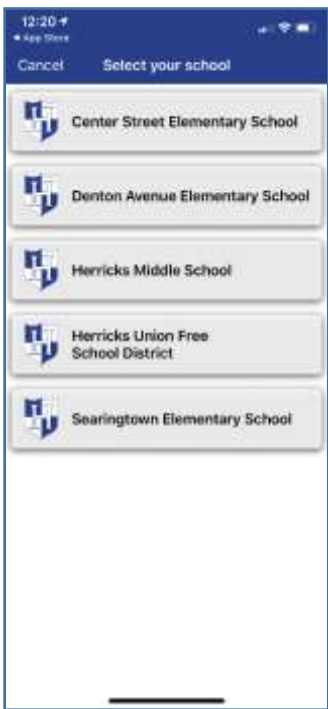 12:20
App Store
Cancel Select your school
Center Street Elementary School
Denton Avenue Elementary School
Herricks Middle School
Herricks Union Free
School District
Searingtown Elementary School